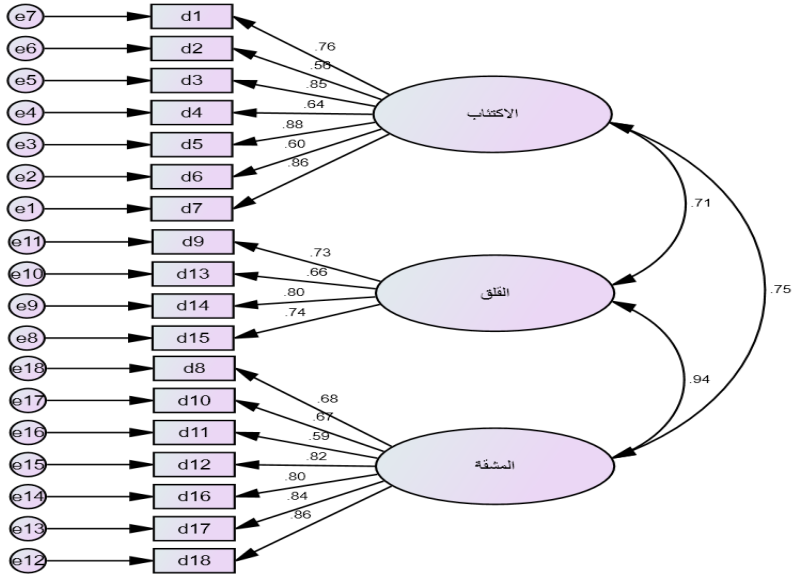 e7 d1
.76
e6 d2
.56
e5 d3
.85
e4 d4
.64
الاكتئاب
e3 d5
.88
e2 d6
.60
e1 d7
.86
.71
e11 d9
.73
e10 d13
.66
e9 d14
.80
القلق
.75
e8 d15
.74
e18 d8
.94
.68
e17 d10
.67
e16 d11
.59
e15 d12
.82
المشقة
e14 d16
.80
e13 d17
.84
e12 d18
.86